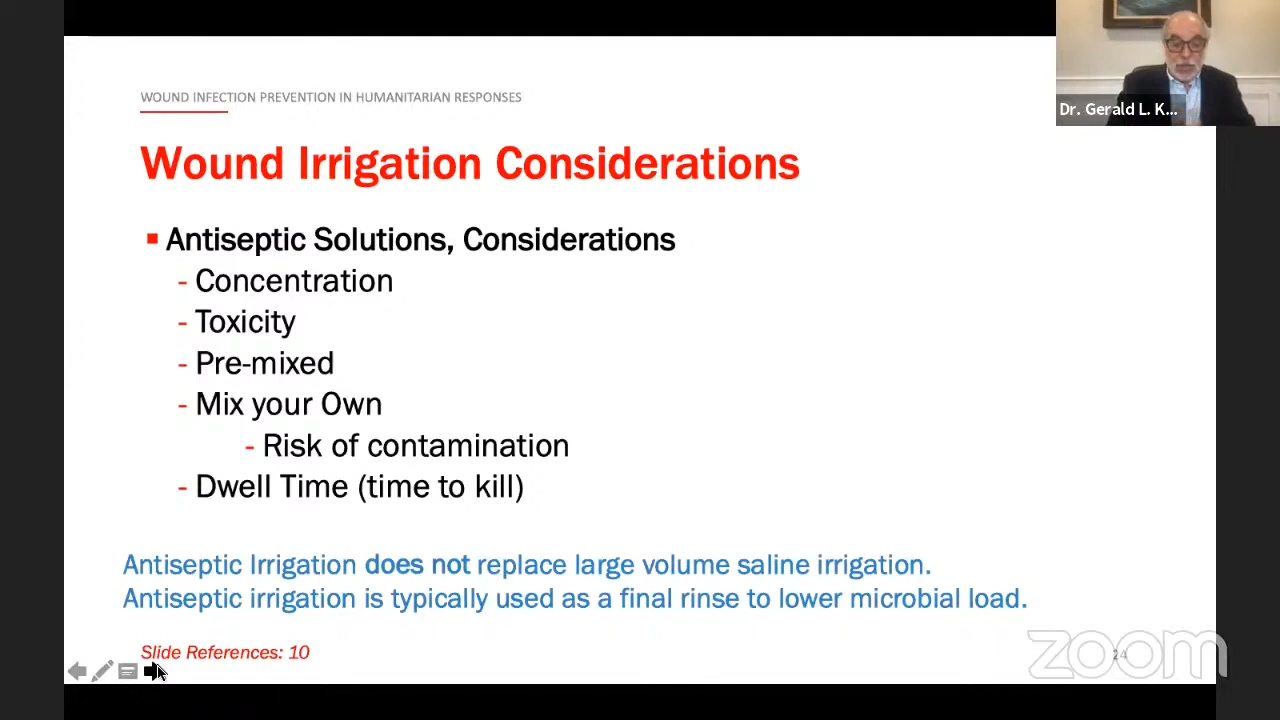 WOUND INFECTION PREVENTION IN HUMANITARIAN RESPONSES
Dr. Gerald L. K...
Wound Irrigation Considerations
Antiseptic Solutions, Considerations
- Concentration
- Toxicity
- Pre-mixed
- Mix your Own
- Risk of contamination
- Dwell Time (time to kill)
Antiseptic Irrigation does not replace large volume saline irrigation.
Antiseptic irrigation is typically used as a final rinse to lower microbial load.
Slide References: 10
24
zoom